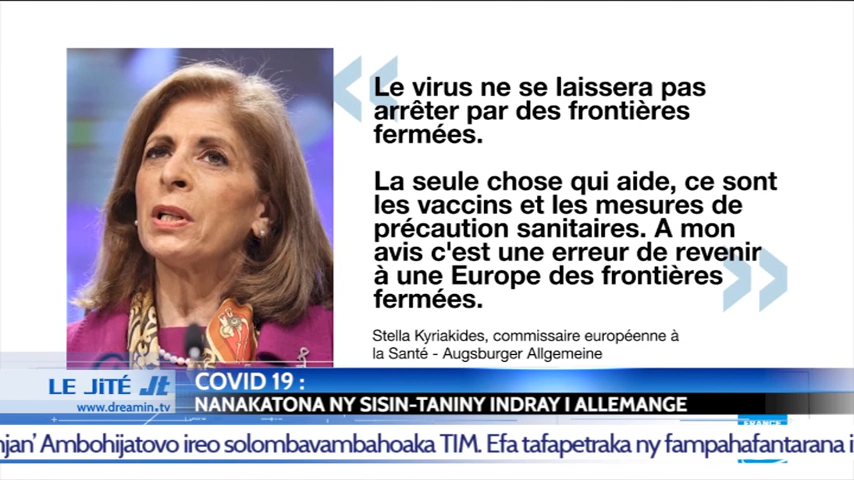 Le virus ne se laissera pas
arrêter par des frontières
fermées.
La seule chose qui aide, ce sont
les vaccins et les mesures de
précaution sanitaires. A mon
avis c'est une erreur de revenir
à une Europe des frontières
fermées.
Stella Kyriakides, commissaire européenne à
la Santé - Augsburger Allgemeine
LE JiTÉ Jt
www.dreamin.tv
COVID 19 :
NANAKATONA NY SISIN-TANINY INDRAY I ALLEMANGE
FRANCE
njan' Ambohijatovo ireo solombavambahoaka TIM. Efa tafapetraka ny fampahafantarana i